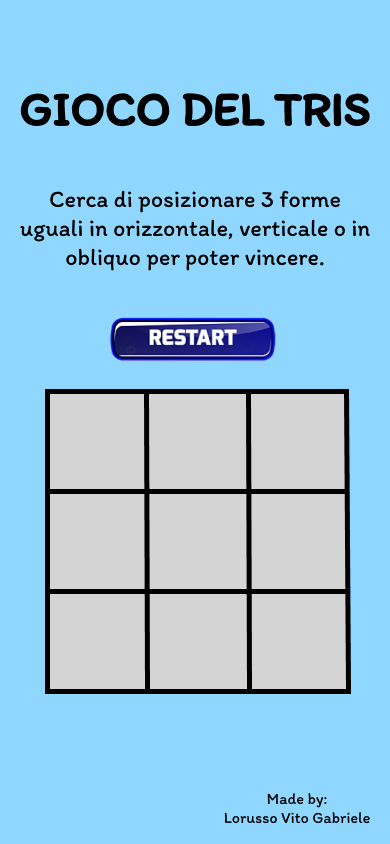 GIOCO DEL TRIS
Cerca di posizionare 3 forme
uguali in orizzontale, verticale o in
obliquo per poter vincere.
RESTART
Made by:
Lorusso Vito Gabriele